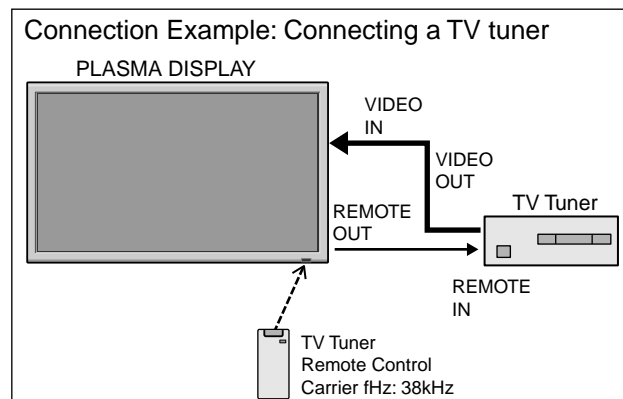 Connection Example: Connecting a TV tuner
PLASMA DISPLAY
VIDEO
IN
VIDEO
OUT
TV Tuner
REMOTE
OUT
REMOTE
IN
TV Tuner
Remote Control
Carrier fHz: 38kHz